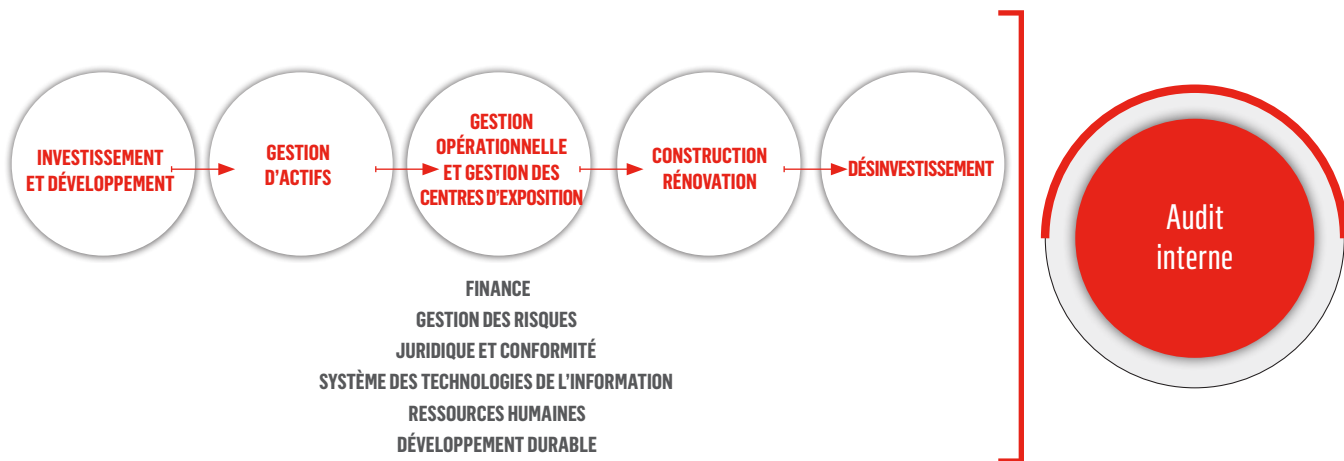 INVESTISSEMENT
ET DÉVELOPPEMENT
GESTION
D'ACTIFS
GESTION
OPÉRATIONNELLE
ET GESTION DES
CENTRES D'EXPOSITION
CONSTRUCTION
RÉNOVATION
DÉSINVESTISSEMENT
FINANCE
GESTION DES RISQUES
JURIDIQUE ET CONFORMITÉ
SYSTÈME DES TECHNOLOGIES DE L'INFORMATION
RESSOURCES HUMAINES
DÉVELOPPEMENT DURABLE
Audit
interne